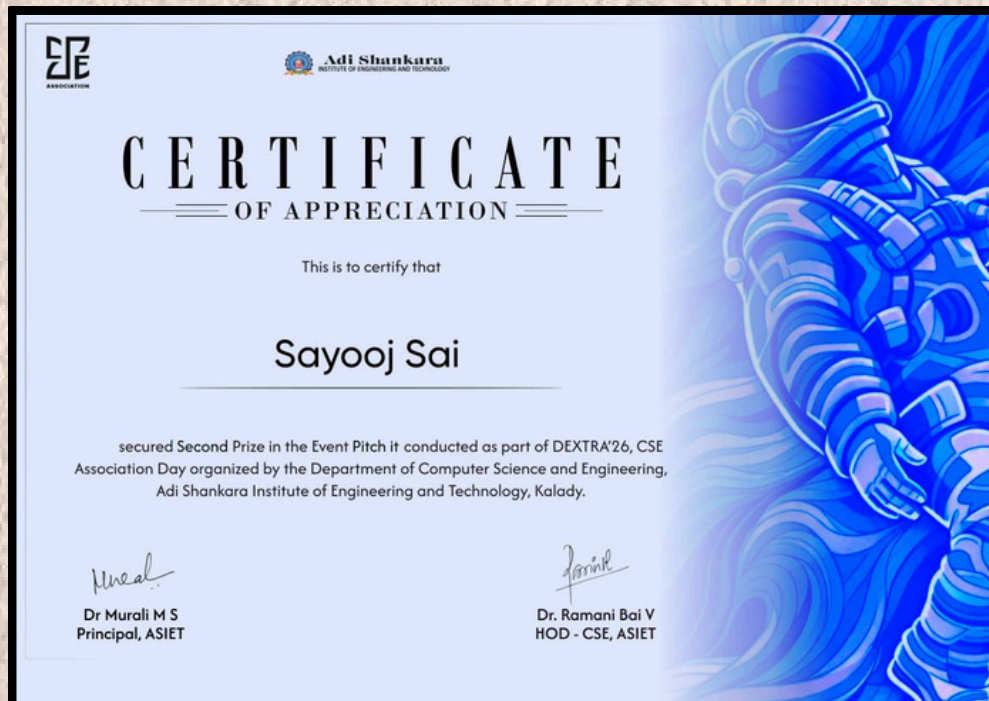 CSE
ASSOCIATION
Adi Shankara
INSTITUTE OF ENGINEERING AND TECHNOLOGY
CERTIFICATE
OF APPRECIATION
This is to certify that
Sayooj Sai
secured Second Prize in the Event Pitch it conducted as part of DEXTRA'26, CSE
Association Day organized by the Department of Computer Science and Engineering,
Adi Shankara Institute of Engineering and Technology, Kalady.
Dr Murali M S
Principal, ASIET
Dr. Ramani Bai V
HOD - CSE, ASIET